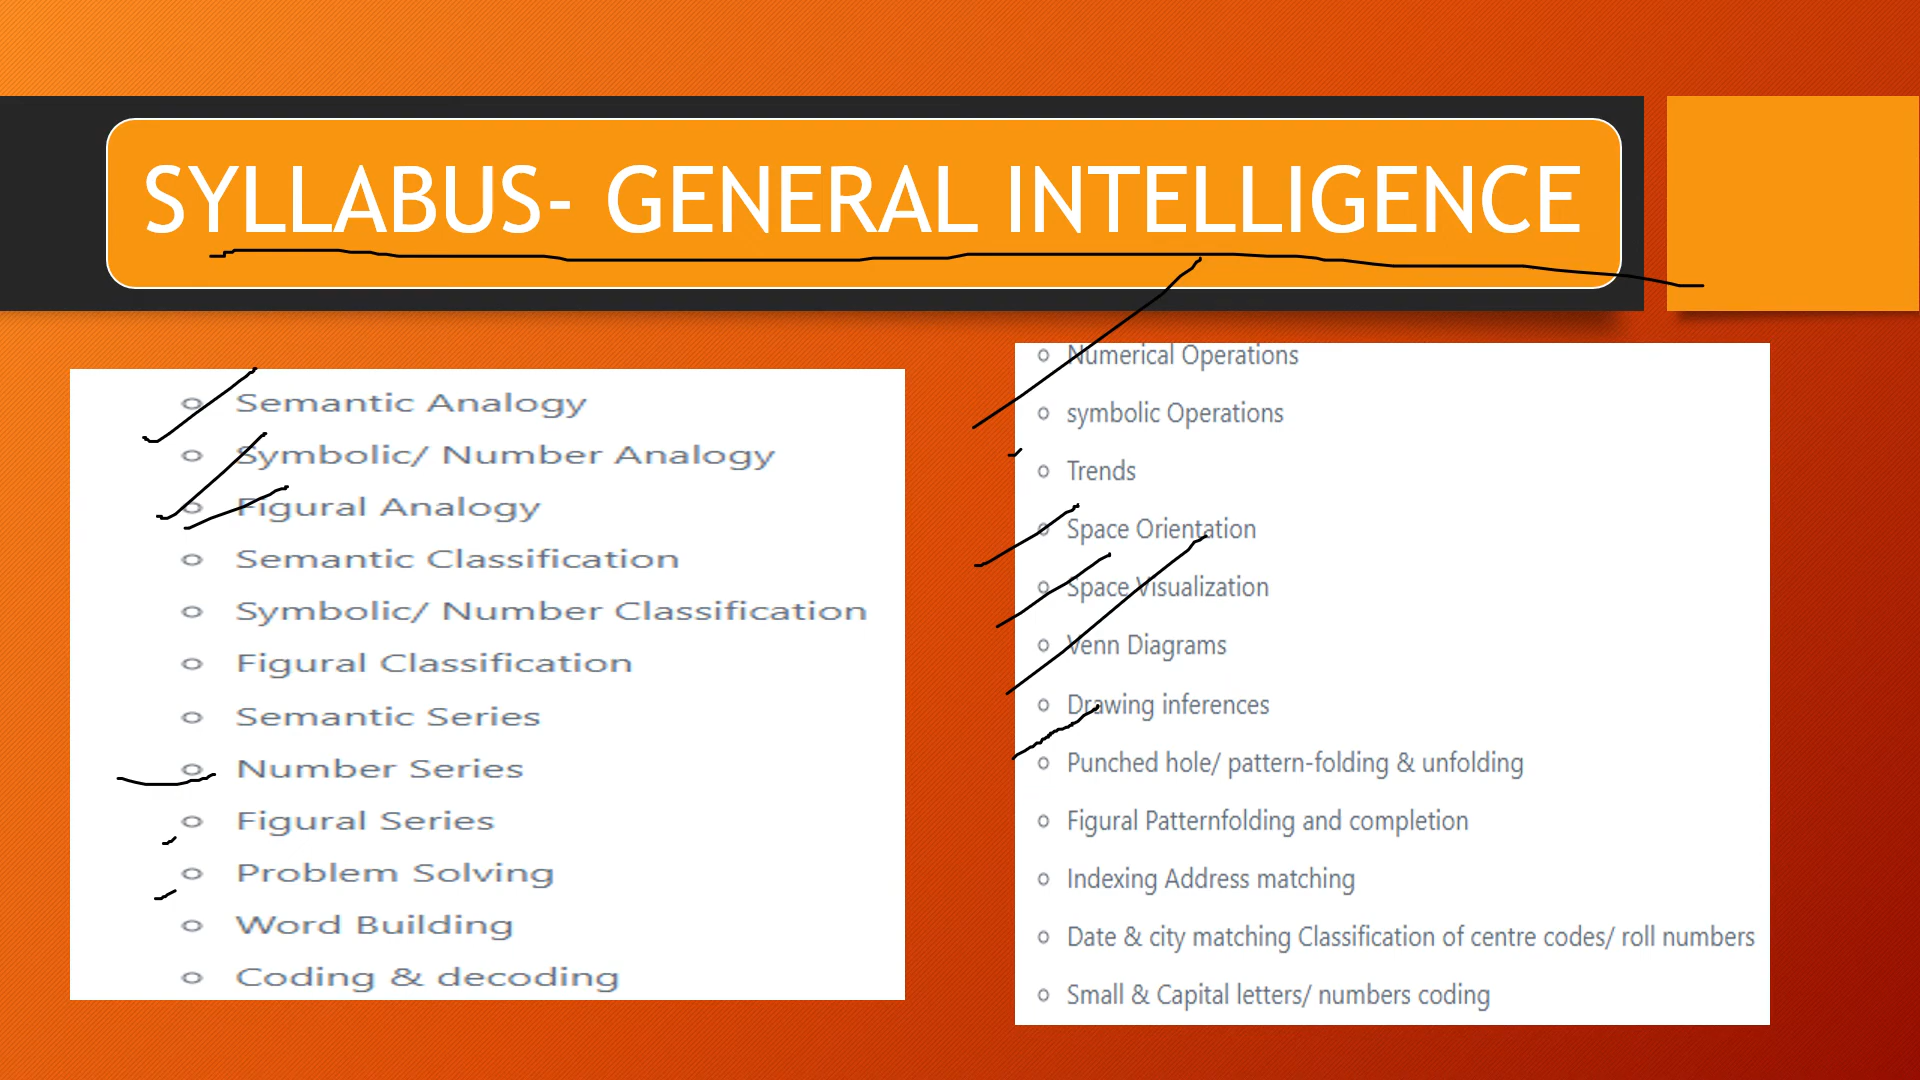 SYLLABUS- GENERAL INTELLIGENCE
Semantic Analogy
Symbolic/ Number Analogy
Figural Analogy
Semantic Classification
Symbolic/ Number Classification
Figural Classification
Semantic Series
Number Series
Figural Series
Problem Solving
Word Building
Coding & decoding
Numerical Operations
symbolic Operations
Trends
Space Orientation
Space Visualization
Venn Diagrams
Drawing inferences
Punched hole/ pattern-folding & unfolding
Figural Patternfolding and completion
Indexing Address matching
Date & city matching Classification of centre codes/ roll numbers
Small & Capital letters/ numbers coding